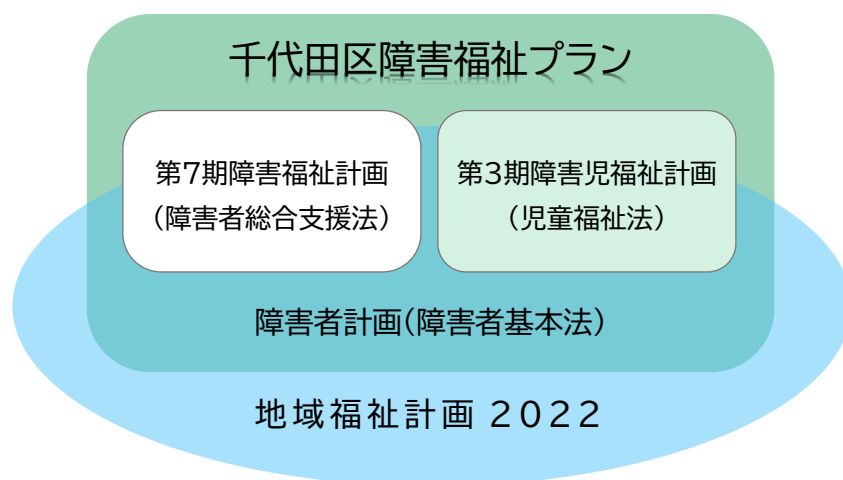 千代田区障害福祉プラン
第7期障害福祉計画
（障害者総合支援法）
第3期障害児福祉計画
（児童福祉法）
障害者計画（障害者基本法）
地域福祉計画 2022